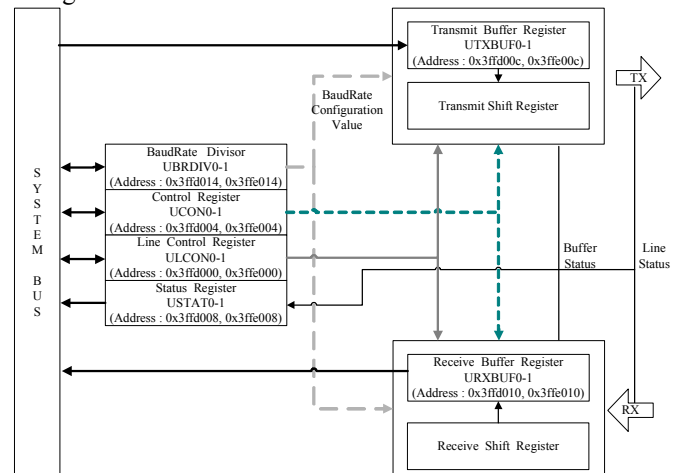 Transmit Buffer Register
UTXBUF0-1
(Address : 0x3ffd00c, 0x3ffe00c)
Transmit Shift Register
TX
BaudRate
Configuration
Value
SYSTEM BUS
BaudRate Divisor
UBRDIV0-1
(Address : 0x3ffd014, 0x3ffe014)
Control Register
UCON0-1
(Address : 0x3ffd004, 0x3ffe004)
Line Control Register
ULCON0-1
(Address : 0x3ffd000, 0x3ffe000)
Status Register
USTAT0-1
(Address : 0x3ffd008, 0x3ffe008)
Buffer
Status
Line
Status
Receive Buffer Register
URXBUF0-1
(Address : 0x3ffd010, 0x3ffe010)
RX
Receive Shift Register